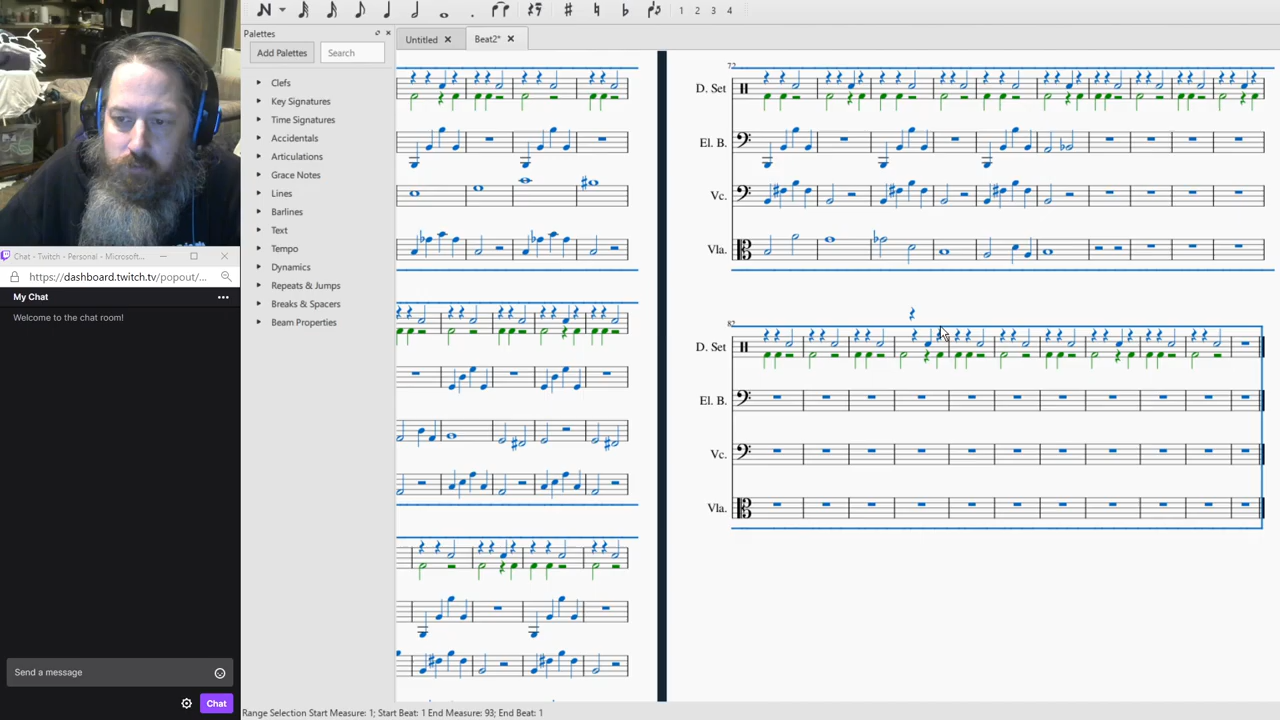 1 2 3 4
Palettes
Untitled
Beat2*
Add Palettes
Search
Clefs
Key Signatures
Time Signatures
Accidentals
Articulations
Grace Notes
Lines
Barlines
Text
Tempo
Dynamics
Repeats & Jumps
Breaks & Spacers
Beam Properties
72
D. Set
El. B.
Vc.
Vla.
82
D. Set
El. B.
Vc.
Vla.
Chat - Twitch - Personal - Microsoft...
https://dashboard.twitch.tv/popout/...
My Chat
Welcome to the chat room!
Send a message
Chat
Range Selection Start Measure: 1; Start Beat: 1 End Measure: 93; End Beat: 1